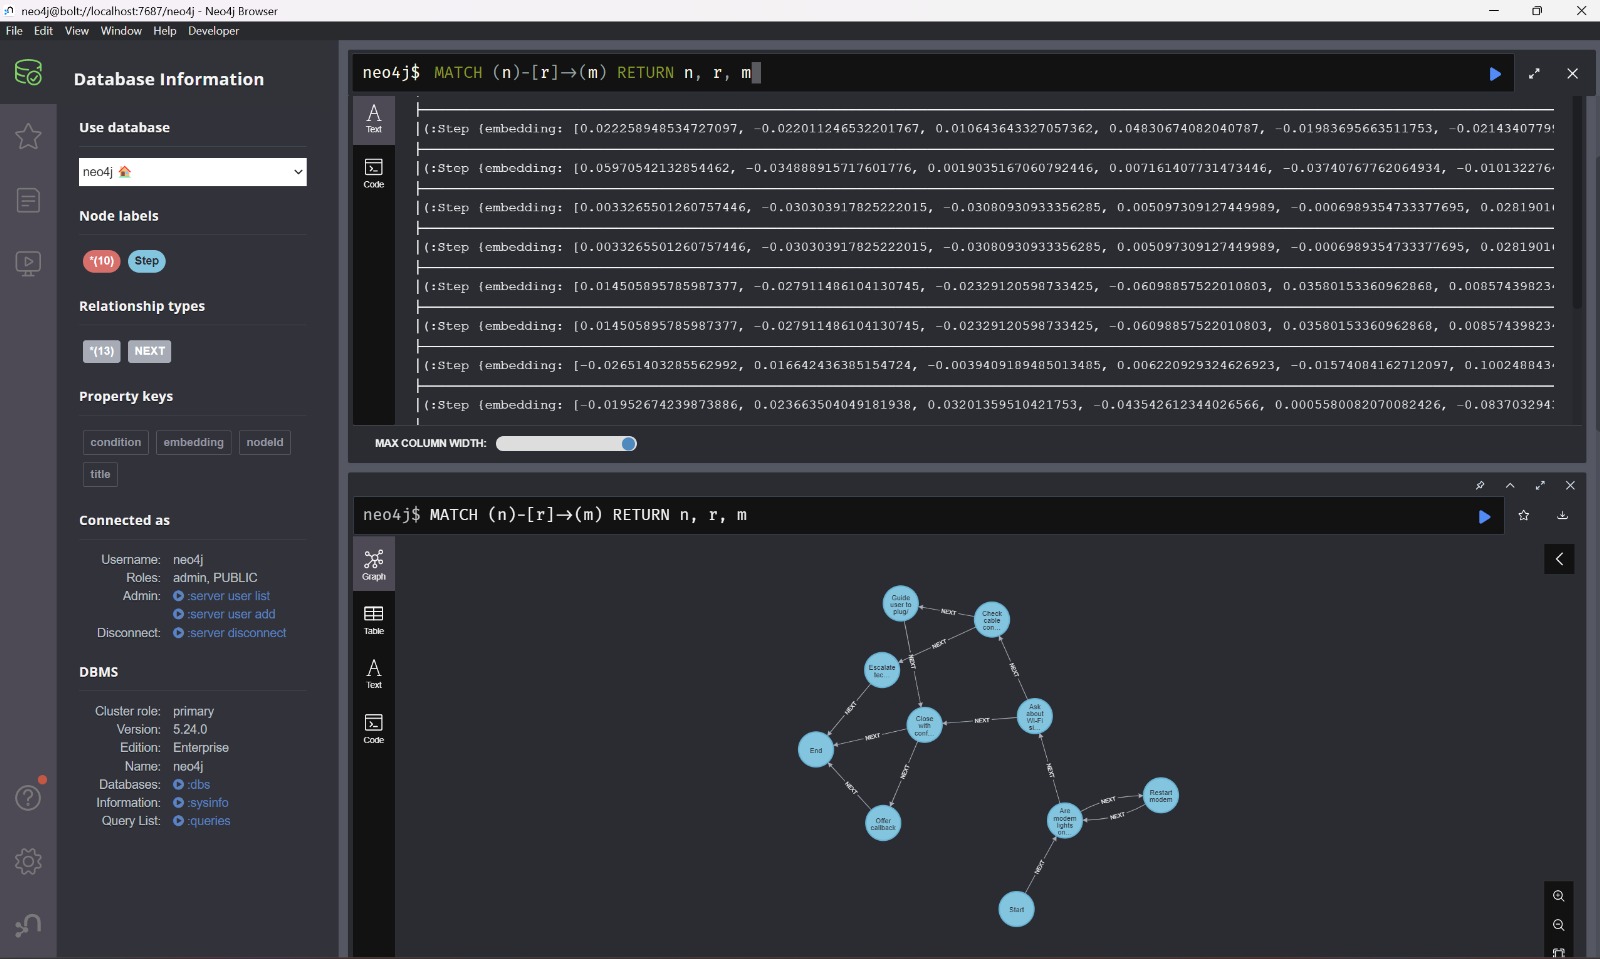 neo4j@bolt://localhost:7687/neo4j - Neo4j Browser
File Edit View Window Help Developer
Database Information
Use database
neo4j
Node labels
*(10) Step
Relationship types
*(13) NEXT
Property keys
condition embedding nodeId
title
Connected as
Username: neo4j
Roles: admin, PUBLIC
Admin: :server user list
:server user add
Disconnect: :server disconnect
DBMS
Cluster role: primary
Version: 5.24.0
Edition: Enterprise
Name: neo4j
Databases: :dbs
Information: :sysinfo
Query List: :queries
neo4j$ MATCH (n)-[r]→(m) RETURN n, r, m
Text
Code
|(:Step {embedding: [0.022258948534727097, -0.022011246532201767, 0.010643643327057362, 0.04830674082040787, -0.01983695663511753, -0.0214340779
|(:Step {embedding: [0.05970542132854462, -0.034888915717601776, 0.0019035167060792446, 0.007161407731473446, -0.03740767762064934, -0.01013227
|(:Step {embedding: [0.0033265501260757446, -0.030303917825222015, -0.03080930933356285, 0.005097309127449989, -0.0006989354733377695, 0.0281901
|(:Step {embedding: [0.0033265501260757446, -0.030303917825222015, -0.03080930933356285, 0.005097309127449989, -0.0006989354733377695, 0.0281901
|(:Step {embedding: [0.014505895785987377, -0.027911486104130745, -0.02329120598733425, -0.06098857522010803, 0.03580153360962868, 0.00857439823
|(:Step {embedding: [0.014505895785987377, -0.027911486104130745, -0.02329120598733425, -0.06098857522010803, 0.03580153360962868, 0.00857439823
|(:Step {embedding: [-0.02651403285562992, 0.016642436385154724, -0.0039409189485013485, 0.006220929324626923, -0.01574084162712097, 0.100248843
|(:Step {embedding: [-0.01952674239873886, 0.023663504049181938, 0.03201359510421753, -0.043542612344026566, 0.0005580082070082426, -0.083703294
MAX COLUMN WIDTH:
neo4j$ MATCH (n)-[r]→(m) RETURN n, r, m
Graph
Table
Text
Code
Guide
user to
plug/
NEXT
Check
cable
con...
NEXT
NEXT
Escalate
tec...
NEXT
NEXT
Close
with
conf...
NEXT
Ask
about
Wi-Fi
si...
End
NEXT
NEXT
NEXT
NEXT
Offer
callback
Are
modem
lights
on...
NEXT
NEXT
Restart
modem
NEXT
Start